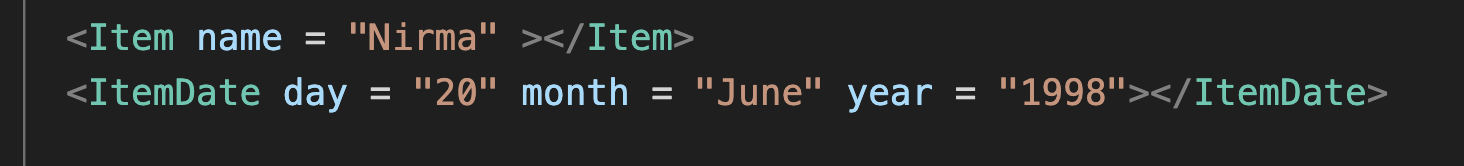 <Item name = "Nirma" ></Item>
<ItemDate day = "20" month = "June" year = "1998"></ItemDate>